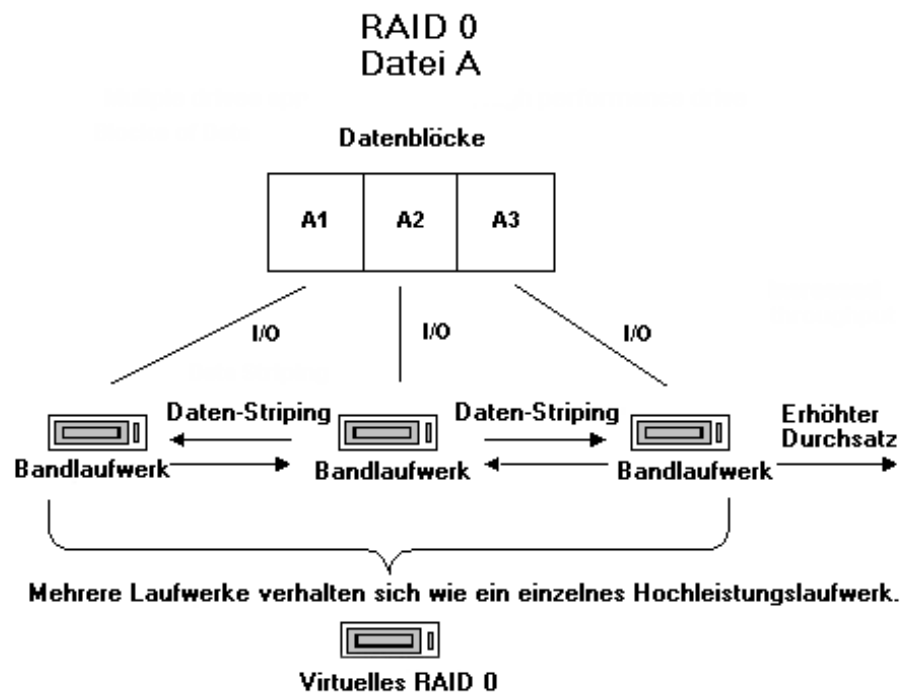 RAID 0
Datei A
Datenblöcke
A1 A2 A3
I/O I/O I/O
Daten-Striping Daten-Striping Erhöhter
Durchsatz
Bandlaufwerk Bandlaufwerk Bandlaufwerk
Mehrere Laufwerke verhalten sich wie ein einzelnes Hochleistungslaufwerk.
Virtuelles RAID 0